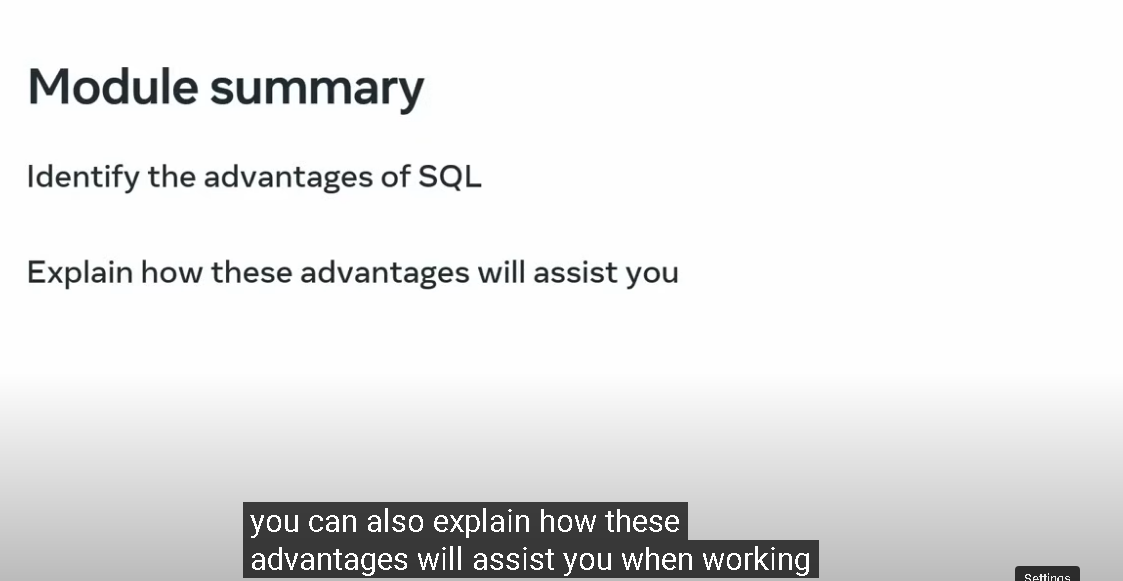 Module summary
Identify the advantages of SQL
Explain how these advantages will assist you
you can also explain how these
advantages will assist you when working
Settings